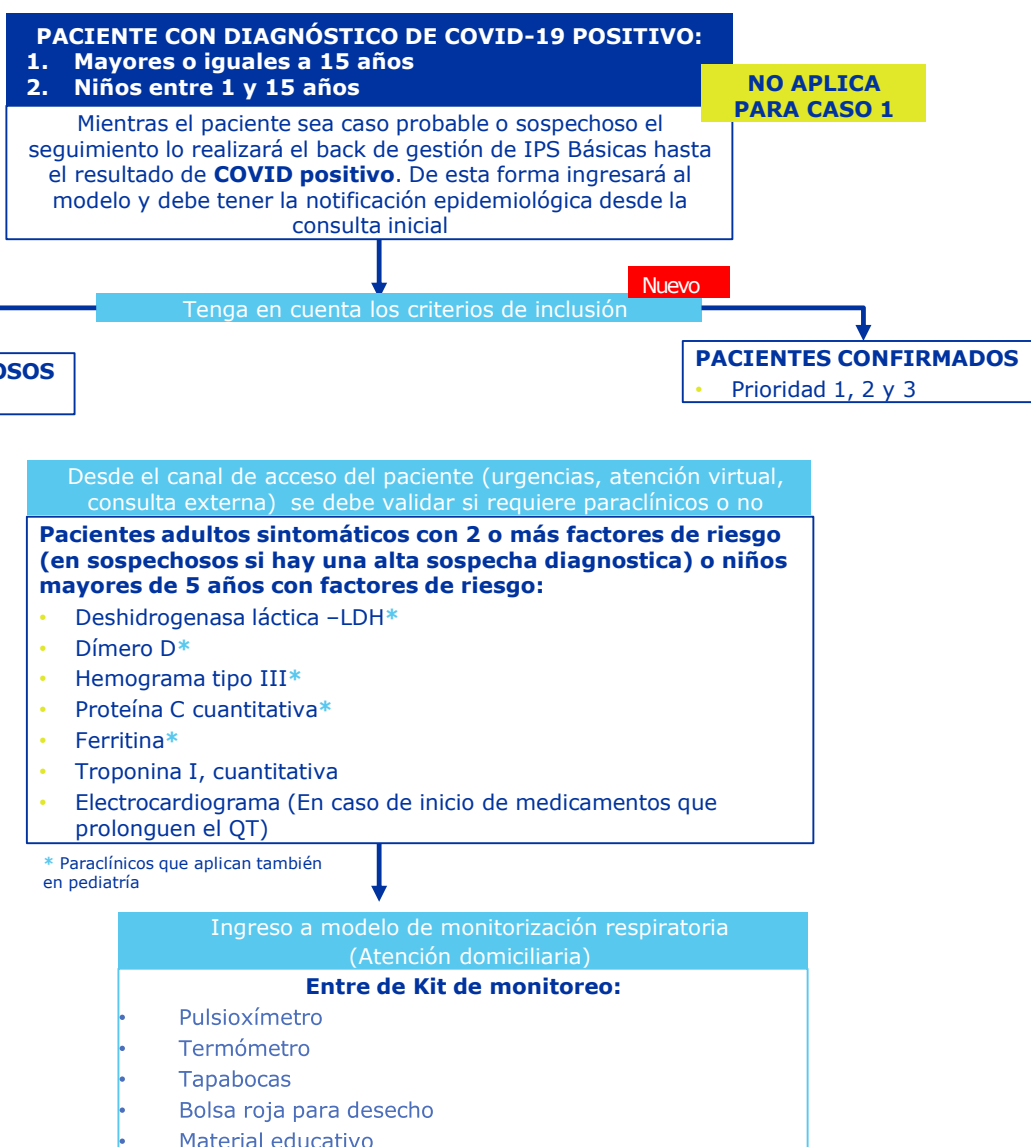 PACIENTE CON DIAGNÓSTICO DE COVID-19 POSITIVO:
1. Mayores o iguales a 15 años
2. Niños entre 1 y 15 años
NO APLICA
PARA CASO 1
Mientras el paciente sea caso probable o sospechoso el
seguimiento lo realizará el back de gestión de IPS Básicas hasta
el resultado de COVID positivo. De esta forma ingresará al
modelo y debe tener la notificación epidemiológica desde la
consulta inicial
Nuevo
Tenga en cuenta los criterios de inclusión
OSOS
PACIENTES CONFIRMADOS
• Prioridad 1, 2 y 3
Desde el canal de acceso del paciente (urgencias, atención virtual,
consulta externa) se debe validar si requiere paraclínicos o no
Pacientes adultos sintomáticos con 2 o más factores de riesgo
(en sospechosos si hay una alta sospecha diagnostica) o niños
mayores de 5 años con factores de riesgo:
• Deshidrogenasa láctica –LDH*
• Dímero D*
• Hemograma tipo III*
• Proteína C cuantitativa*
• Ferritina*
• Troponina I, cuantitativa
• Electrocardiograma (En caso de inicio de medicamentos que
prolonguen el QT)
* Paraclínicos que aplican también
en pediatría
Ingreso a modelo de monitorización respiratoria
(Atención domiciliaria)
Entre de Kit de monitoreo:
• Pulsioxímetro
• Termómetro
• Tapabocas
• Bolsa roja para desecho
• Material educativo